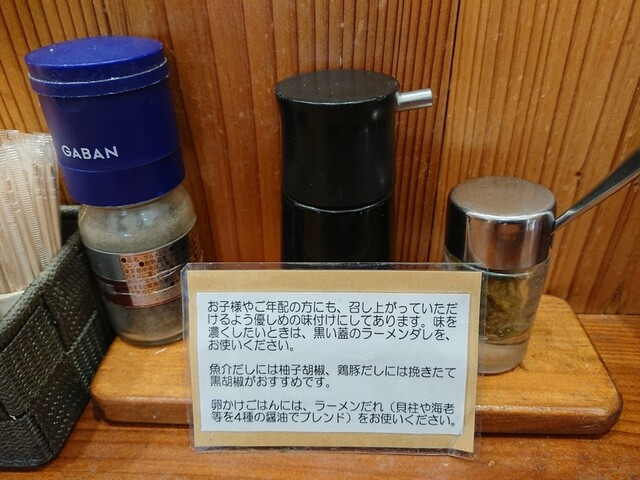 GABAN
お子様やご年配の方にも、召し上がっていただ
けるよう優しめの味付けにしてあります。味を
濃くしたいときは、黒い蓋のラーメンダレを、
お使いください。
魚介だしには柚子胡椒、鶏豚だしには挽きたて
黒胡椒がおすすめです。
卵かけごはんには、ラーメンだれ（貝柱や海老
等を4種の醤油でブレンド）をお使いください。